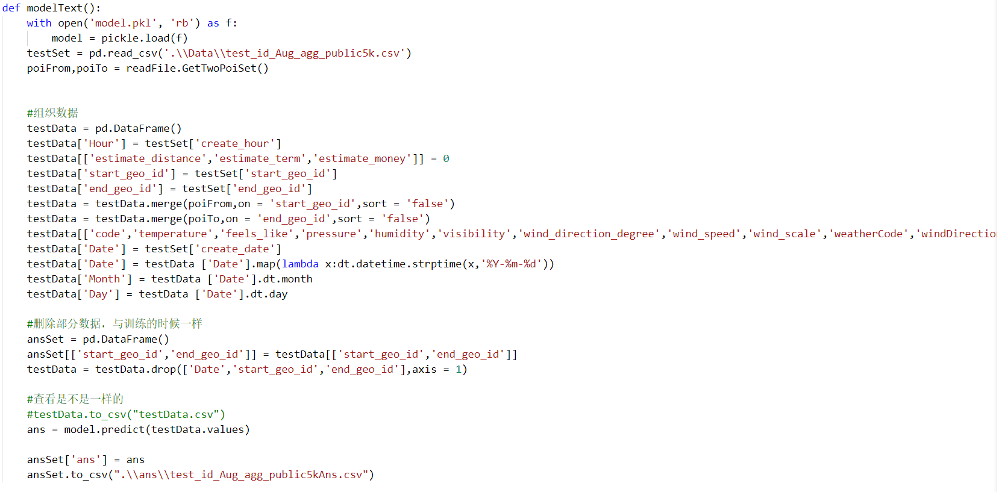 def modelText():
    with open('model.pkl', 'rb') as f:
        model = pickle.load(f)
    testSet = pd.read_csv('.\\Data\\test_id_Aug_agg_public5k.csv')
    poiFrom,poiTo = readFile.GetTwoPoiSet()
    #组织数据
    testData = pd.DataFrame()
    testData['Hour'] = testSet['create_hour']
    testData[['estimate_distance','estimate_term','estimate_money']] = 0
    testData['start_geo_id'] = testSet['start_geo_id']
    testData['end_geo_id'] = testSet['end_geo_id']
    testData = testData.merge(poiFrom,on = 'start_geo_id',sort = 'false')
    testData = testData.merge(poiTo,on = 'end_geo_id',sort = 'false')
    testData[['code','temperature','feels_like','pressure','humidity','visibility','wind_direction_degree','wind_speed','wind_scale','weatherCode','windDirection
    testData['Date'] = testSet['create_date']
    testData['Date'] = testData ['Date'].map(lambda x:dt.datetime.strptime(x,'%Y-%m-%d'))
    testData['Month'] = testData ['Date'].dt.month
    testData['Day'] = testData ['Date'].dt.day
    #删除部分数据，与训练的时候一样
    ansSet = pd.DataFrame()
    ansSet[['start_geo_id','end_geo_id']] = testData[['start_geo_id','end_geo_id']]
    testData = testData.drop(['Date','start_geo_id','end_geo_id'],axis = 1)
    #查看是不是一样的
    #testData.to_csv("testData.csv")
    ans = model.predict(testData.values)
    ansSet['ans'] = ans
    ansSet.to_csv(".\\ans\\test_id_Aug_agg_public5kAns.csv")